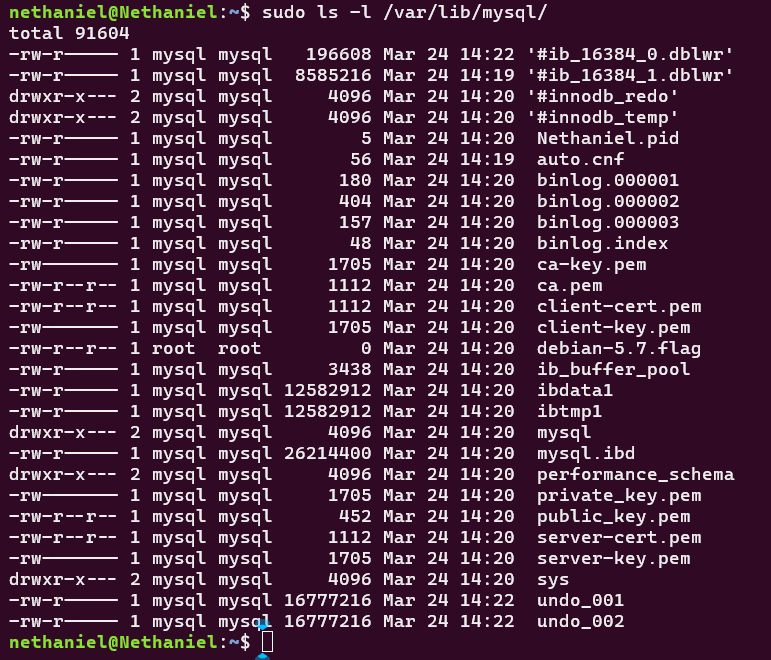 nethaniel@Nethaniel:~$ sudo ls -l /var/lib/mysql/
total 91604
-rw-r----- 1 mysql mysql   196608 Mar 24 14:22 '#ib_16384_0.dblwr'
-rw-r----- 1 mysql mysql  8585216 Mar 24 14:19 '#ib_16384_1.dblwr'
drwxr-x--- 2 mysql mysql     4096 Mar 24 14:20 '#innodb_redo'
drwxr-x--- 2 mysql mysql     4096 Mar 24 14:20 '#innodb_temp'
-rw-r----- 1 mysql mysql        5 Mar 24 14:20  Nethaniel.pid
-rw-r----- 1 mysql mysql       56 Mar 24 14:19  auto.cnf
-rw-r----- 1 mysql mysql      180 Mar 24 14:20  binlog.000001
-rw-r----- 1 mysql mysql      404 Mar 24 14:20  binlog.000002
-rw-r----- 1 mysql mysql      157 Mar 24 14:20  binlog.000003
-rw-r----- 1 mysql mysql       48 Mar 24 14:20  binlog.index
-rw------- 1 mysql mysql     1705 Mar 24 14:20  ca-key.pem
-rw-r--r-- 1 mysql mysql     1112 Mar 24 14:20  ca.pem
-rw-r--r-- 1 mysql mysql     1112 Mar 24 14:20  client-cert.pem
-rw------- 1 mysql mysql     1705 Mar 24 14:20  client-key.pem
-rw-r--r-- 1 root  root         0 Mar 24 14:20  debian-5.7.flag
-rw-r----- 1 mysql mysql     3438 Mar 24 14:20  ib_buffer_pool
-rw-r----- 1 mysql mysql 12582912 Mar 24 14:20  ibdata1
-rw-r----- 1 mysql mysql 12582912 Mar 24 14:20  ibtmp1
drwxr-x--- 2 mysql mysql     4096 Mar 24 14:20  mysql
-rw-r----- 1 mysql mysql 26214400 Mar 24 14:20  mysql.ibd
drwxr-x--- 2 mysql mysql     4096 Mar 24 14:20  performance_schema
-rw------- 1 mysql mysql     1705 Mar 24 14:20  private_key.pem
-rw-r--r-- 1 mysql mysql      452 Mar 24 14:20  public_key.pem
-rw-r--r-- 1 mysql mysql     1112 Mar 24 14:20  server-cert.pem
-rw------- 1 mysql mysql     1705 Mar 24 14:20  server-key.pem
drwxr-x--- 2 mysql mysql     4096 Mar 24 14:20  sys
-rw-r----- 1 mysql mysql 16777216 Mar 24 14:22  undo_001
-rw-r----- 1 mysql mysql 16777216 Mar 24 14:22  undo_002
nethaniel@Nethaniel:~$